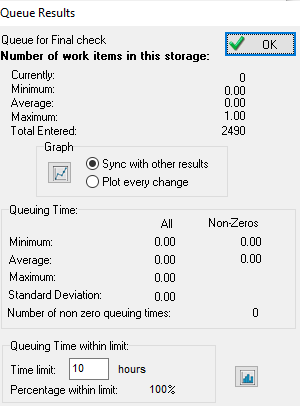 Queue Results
Queue for Final check
OK
Number of work items in this storage:
Currently: 0
Minimum: 0.00
Average: 0.00
Maximum: 1.00
Total Entered: 2490
Graph
Sync with other results
Plot every change
Queuing Time:
All Non-Zeros
Minimum: 0.00 0.00
Average: 0.00 0.00
Maximum: 0.00
Standard Deviation: 0.00
Number of non zero queuing times: 0
Queuing Time within limit:
Time limit: 10 hours
Percentage within limit: 100%